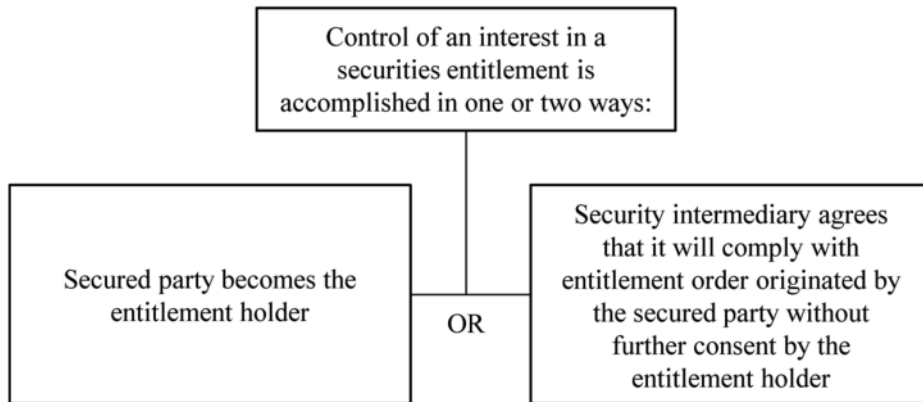 Control of an interest in a
securities entitlement is
accomplished in one or two ways:
Secured party becomes the
entitlement holder
OR
Security intermediary agrees
that it will comply with
entitlement order originated by
the secured party without
further consent by the
entitlement holder